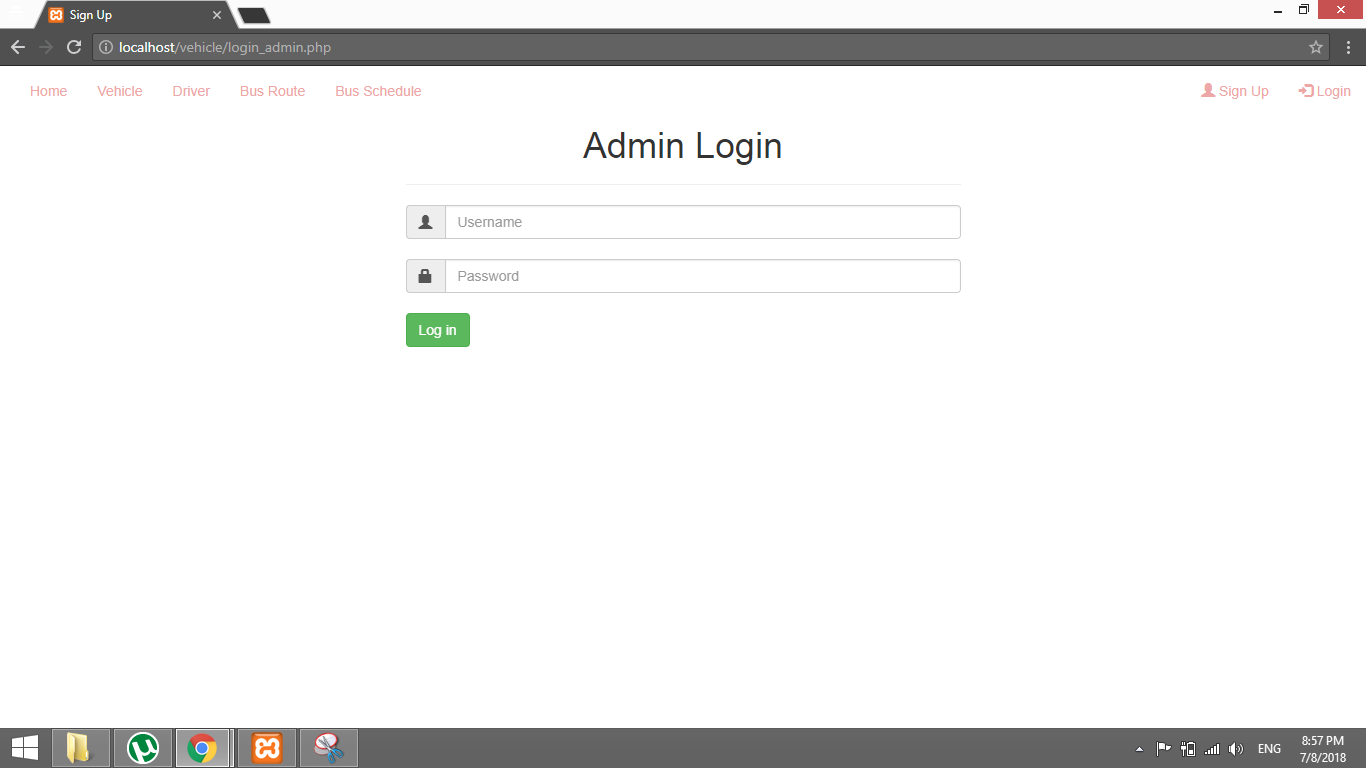 Sign Up
localhost/vehicle/login_admin.php
Home Vehicle Driver Bus Route Bus Schedule Sign Up Login
Admin Login
Username
Password
Log in
ENG
8:57 PM
7/8/2018